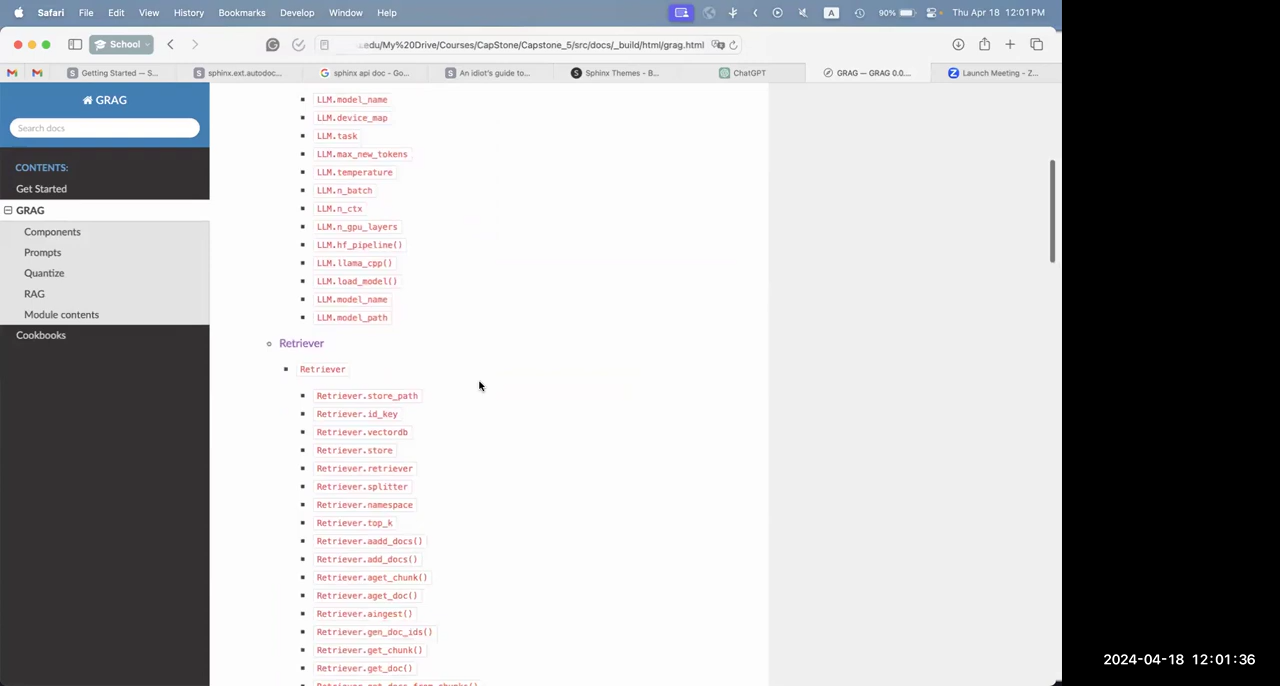 Safari File Edit View History Bookmarks Develop Window Help A 90% Thu Apr 18 12:01 PM
School .edu/My%20Drive/Courses/CapStone/Capstone_5/src/docs/_build/html/grag.html
Getting Started — S... sphinx.ext.autodoc... sphinx api doc - Go... An idiot's guide to... Sphinx Themes - B... ChatGPT GRAG — GRAG 0.0.... Launch Meeting - Z...
GRAG
Search docs
CONTENTS:
Get Started
GRAG
Components
Prompts
Quantize
RAG
Module contents
Cookbooks
LLM.model_name
LLM.device_map
LLM.task
LLM.max_new_tokens
LLM.temperature
LLM.n_batch
LLM.n_ctx
LLM.n_gpu_layers
LLM.hf_pipeline()
LLM.llama_cpp()
LLM.load_model()
LLM.model_name
LLM.model_path
Retriever
Retriever
Retriever.store_path
Retriever.id_key
Retriever.vectordb
Retriever.store
Retriever.retriever
Retriever.splitter
Retriever.namespace
Retriever.top_k
Retriever.aadd_docs()
Retriever.add_docs()
Retriever.aget_chunk()
Retriever.aget_doc()
Retriever.aingest()
Retriever.gen_doc_ids()
Retriever.get_chunk()
Retriever.get_doc()
Retriever.get_docs_from_chunks()
2024-04-18 12:01:36